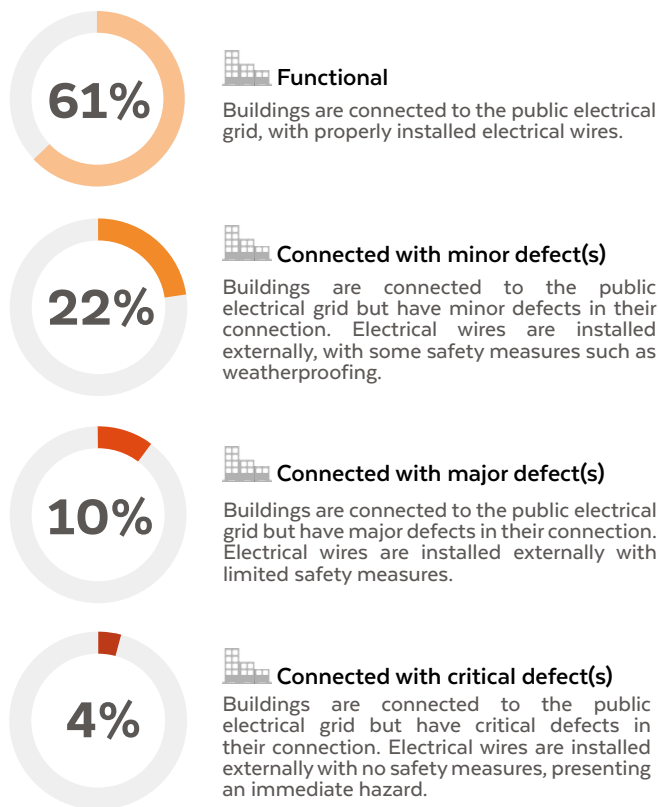 61%
Functional
Buildings are connected to the public electrical
grid, with properly installed electrical wires.
22%
Connected with minor defect(s)
Buildings are connected to the public
electrical grid but have minor defects in their
connection. Electrical wires are installed
externally, with some safety measures such as
weatherproofing.
10%
Connected with major defect(s)
Buildings are connected to the public electrical
grid but have major defects in their connection.
Electrical wires are installed externally with
limited safety measures.
4%
Connected with critical defect(s)
Buildings are connected to the public
electrical grid but have critical defects in
their connection. Electrical wires are installed
externally with no safety measures, presenting
an immediate hazard.